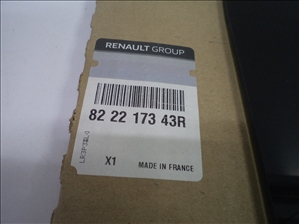 RENAULT GROUP
82 22 173 43R
X1
MADE IN FRANCE